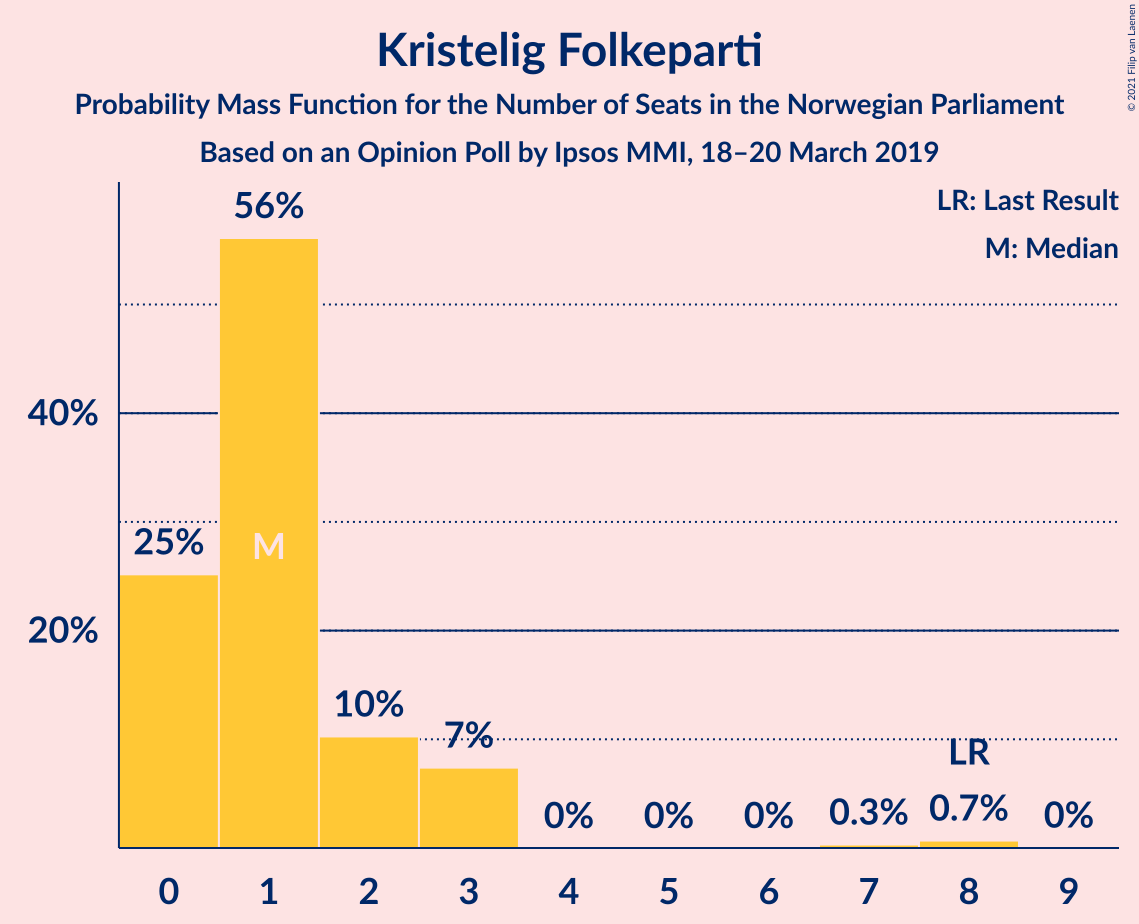 Kristelig Folkeparti
Probability Mass Function for the Number of Seats in the Norwegian Parliament
Based on an Opinion Poll by Ipsos MMI, 18–20 March 2019
© 2021 Filip van Laenen
LR: Last Result
M: Median
56%
40%
25%
M
20%
10%
7%
LR
0% 0% 0% 0.3% 0.7% 0%
0 1 2 3 4 5 6 7 8 9